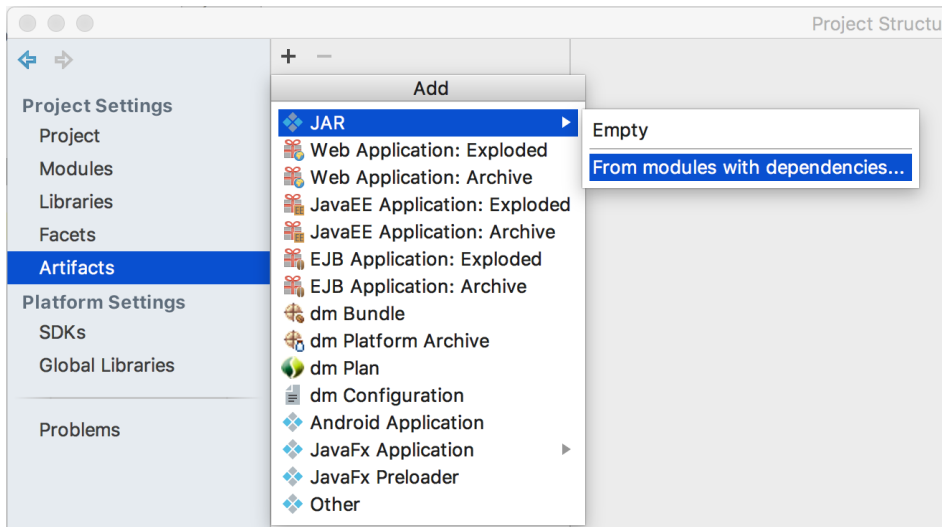 Project Structu
Project Settings
Project
Modules
Libraries
Facets
Artifacts
Platform Settings
SDKs
Global Libraries
Problems
Add
JAR
Web Application: Exploded
Web Application: Archive
JavaEE Application: Exploded
JavaEE Application: Archive
EJB Application: Exploded
EJB Application: Archive
dm Bundle
dm Platform Archive
dm Plan
dm Configuration
Android Application
JavaFx Application
JavaFx Preloader
Other
Empty
From modules with dependencies...